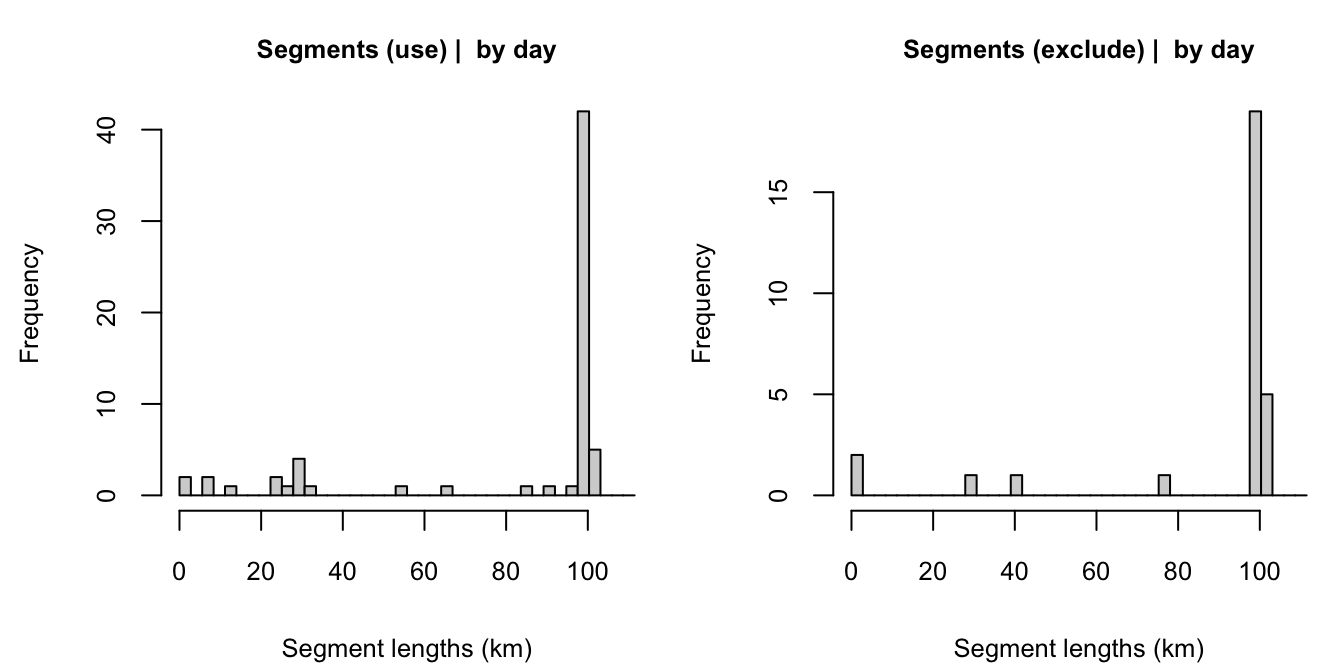 Segments (use) |  by day
Frequency
0
10
20
30
40
0 20 40 60 80 100
Segment lengths (km)
Segments (exclude) |  by day
Frequency
0
5
10
15
0 20 40 60 80 100
Segment lengths (km)